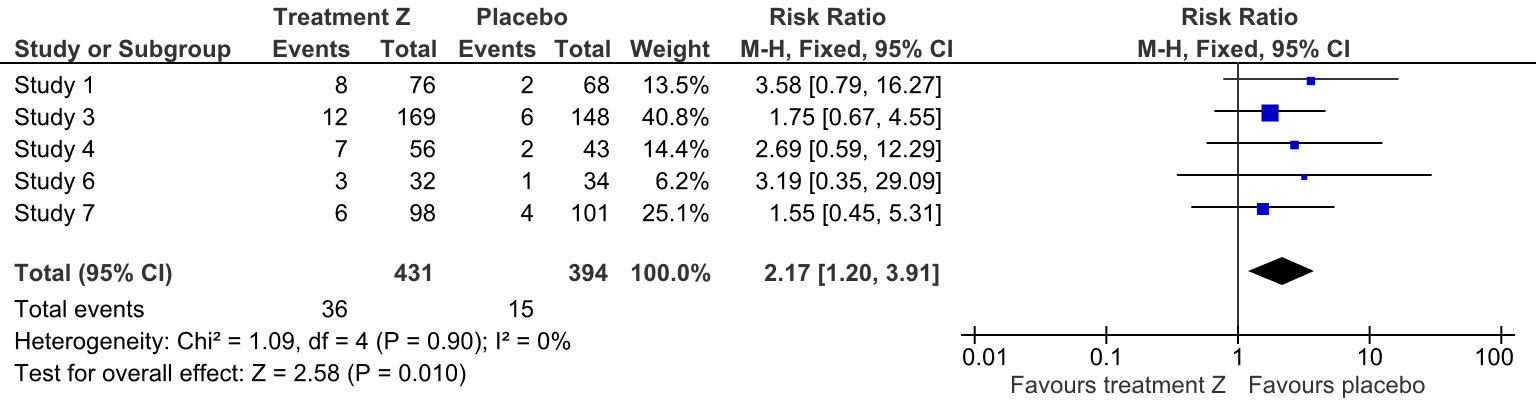 Treatment Z Placebo Risk Ratio Risk Ratio
Study or Subgroup Events Total Events Total Weight M-H, Fixed, 95% CI M-H, Fixed, 95% CI
Study 1 8 76 2 68 13.5% 3.58 [0.79, 16.27]
Study 3 12 169 6 148 40.8% 1.75 [0.67, 4.55]
Study 4 7 56 2 43 14.4% 2.69 [0.59, 12.29]
Study 6 3 32 1 34 6.2% 3.19 [0.35, 29.09]
Study 7 6 98 4 101 25.1% 1.55 [0.45, 5.31]
Total (95% CI) 431 394 100.0% 2.17 [1.20, 3.91]
Total events 36 15
Heterogeneity: Chi² = 1.09, df = 4 (P = 0.90); I² = 0%
Test for overall effect: Z = 2.58 (P = 0.010)
0.01 0.1 1 10 100
Favours treatment Z Favours placebo